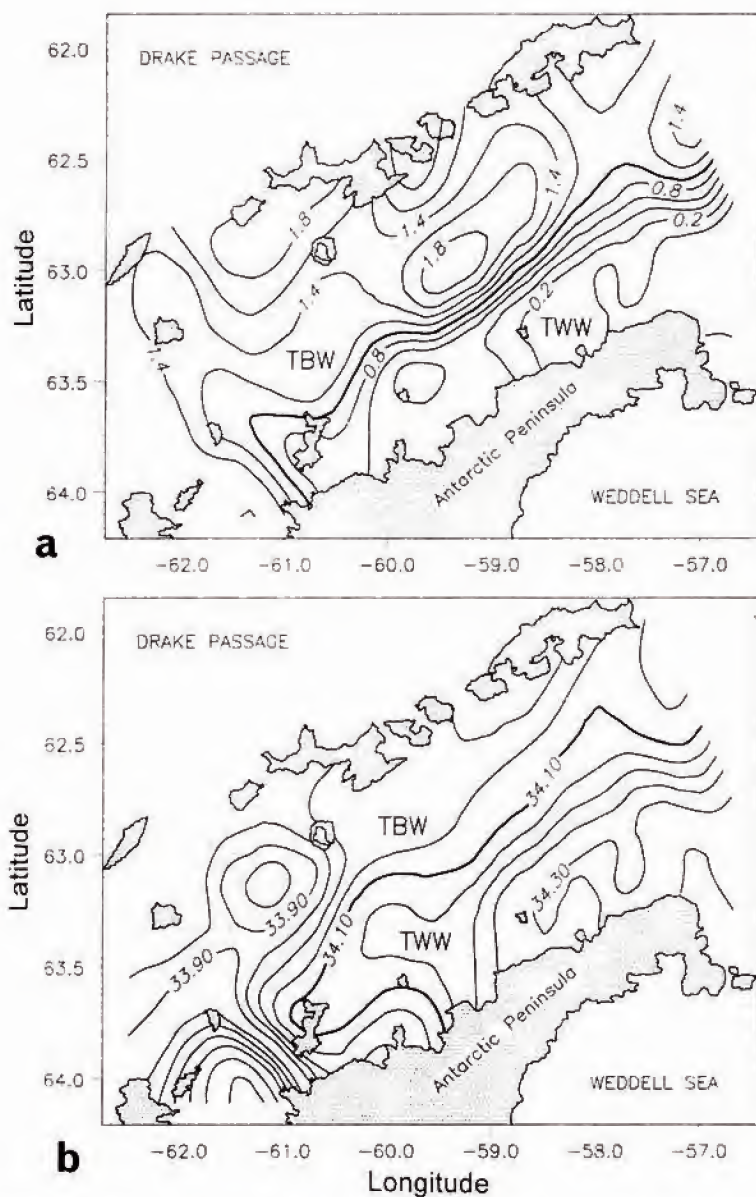 62.0
DRAKE PASSAGE
1.4
62.5
1.8
1.4
1.4
0.8
0.2
63.0
1.8
1.4
0.2
TWW
TBW
0.8
1.4
63.5
Antarctic Peninsula
64.0
WEDDELL SEA
Latitude
a
-62.0 -61.0 -60.0 -59.0 -58.0 -57.0
62.0
DRAKE PASSAGE
62.5
34.10
TBW
63.0
33.90
34.30
TWW
33.90
34.10
63.5
Antarctic Peninsula
64.0
WEDDELL SEA
Latitude
b
-62.0 -61.0 -60.0 -59.0 -58.0 -57.0
Longitude